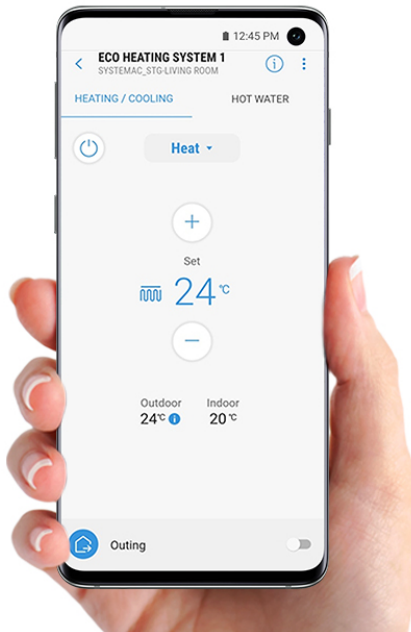 12:45 PM
ECO HEATING SYSTEM 1
SYSTEMAC_STG-LIVING ROOM
HEATING / COOLING HOT WATER
Heat
Set
24℃
Outdoor Indoor
24℃ 20℃
Outing